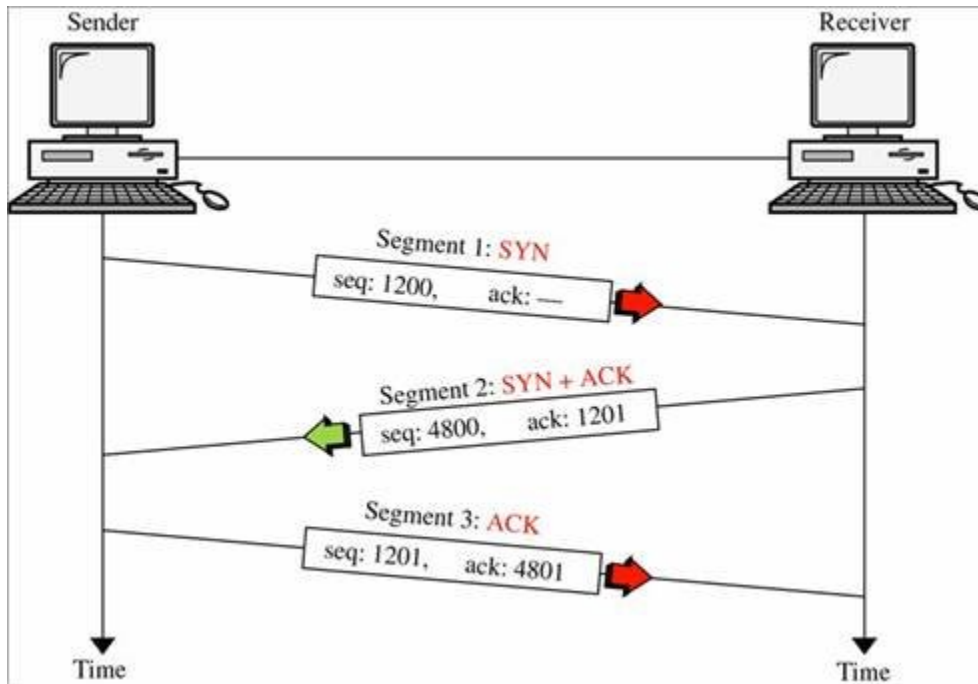 Sender
Receiver
Segment 1: SYN
seq: 1200, ack: —
Segment 2: SYN + ACK
seq: 4800, ack: 1201
Segment 3: ACK
seq: 1201, ack: 4801
Time
Time